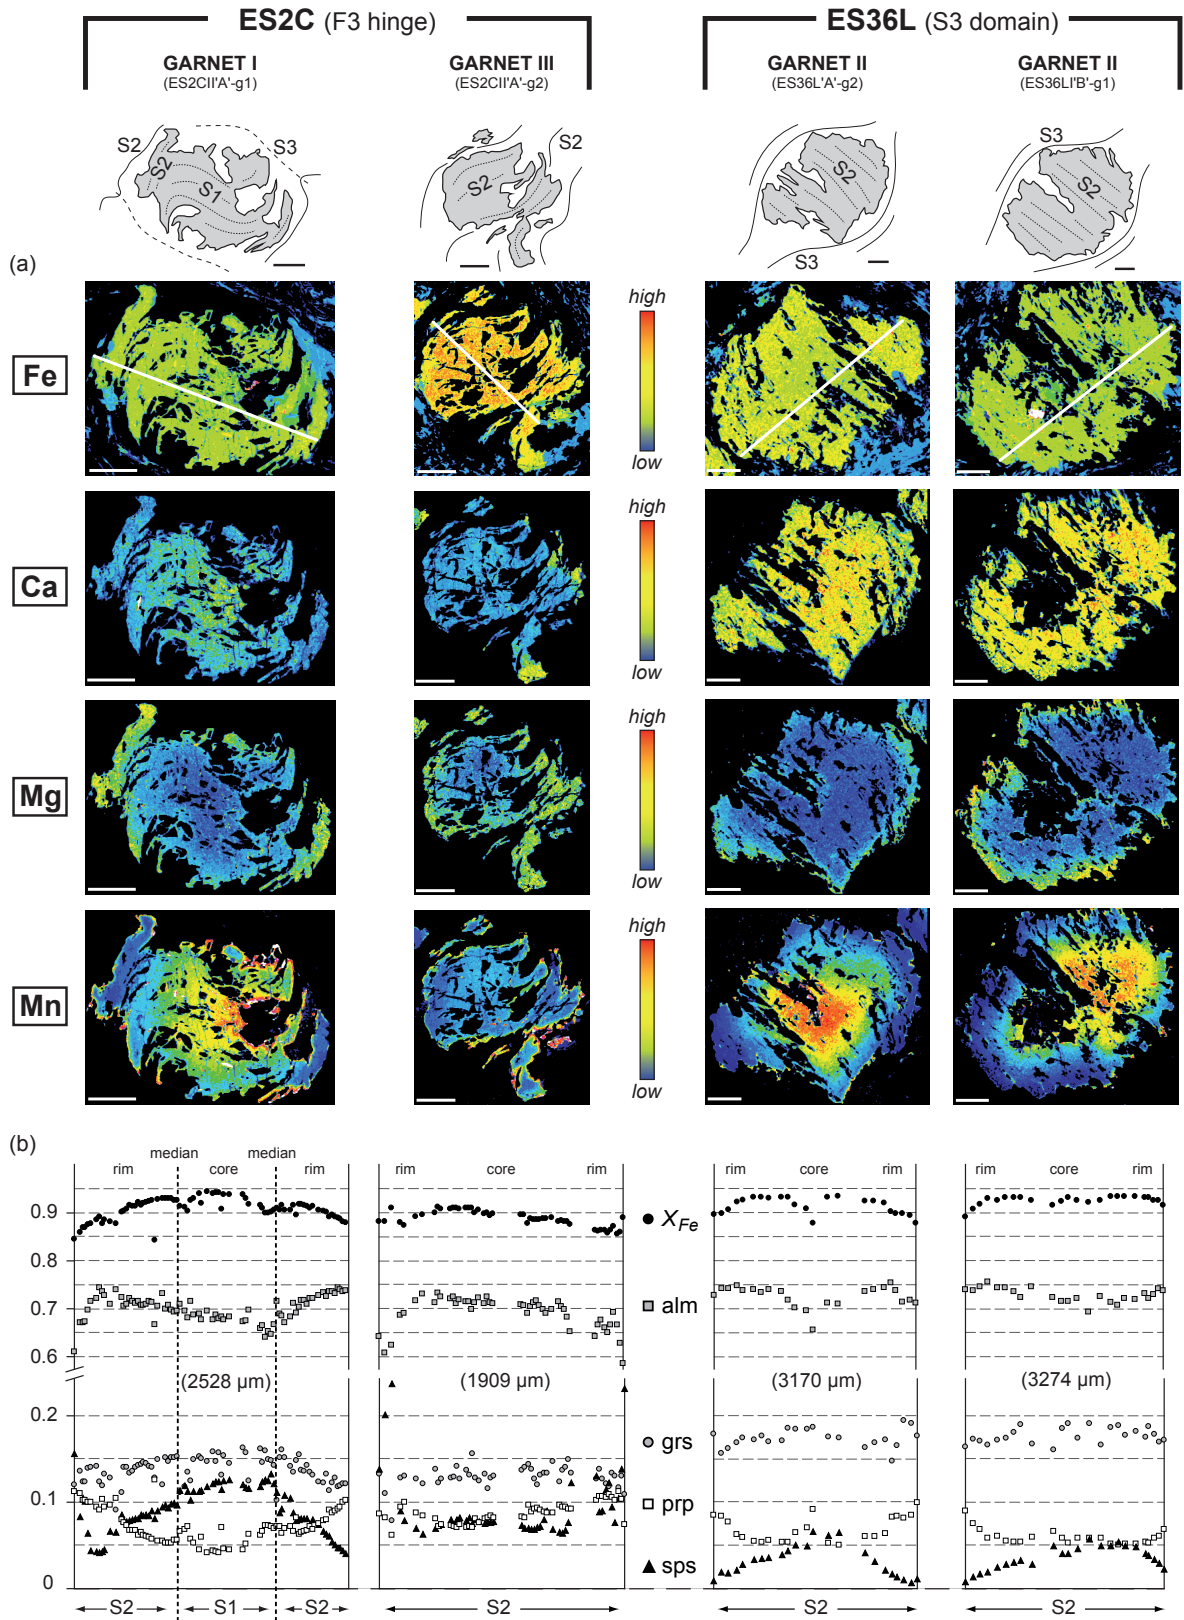 ES2C (F3 hinge)
ES36L (S3 domain)
GARNET I
(ES2CII'A'-g1)
GARNET III
(ES2CII'A'-g2)
GARNET II
(ES36L'A'-g2)
GARNET II
(ES36LI'B'-g1)
S2
S2
S1
S3
S2
S2
S3
S2
S3
S3
S2
(a)
Fe
high
low
Ca
high
low
Mg
high
low
Mn
high
low
(b)
rim
median
core
median
rim
rim
core
rim
rim
core
rim
rim
core
rim
0.9
0.8
0.7
0.6
0.2
0.1
0
XFe
alm
grs
prp
sps
(2528 µm)
(1909 µm)
(3170 µm)
(3274 µm)
S2
S1
S2
S2
S2
S2